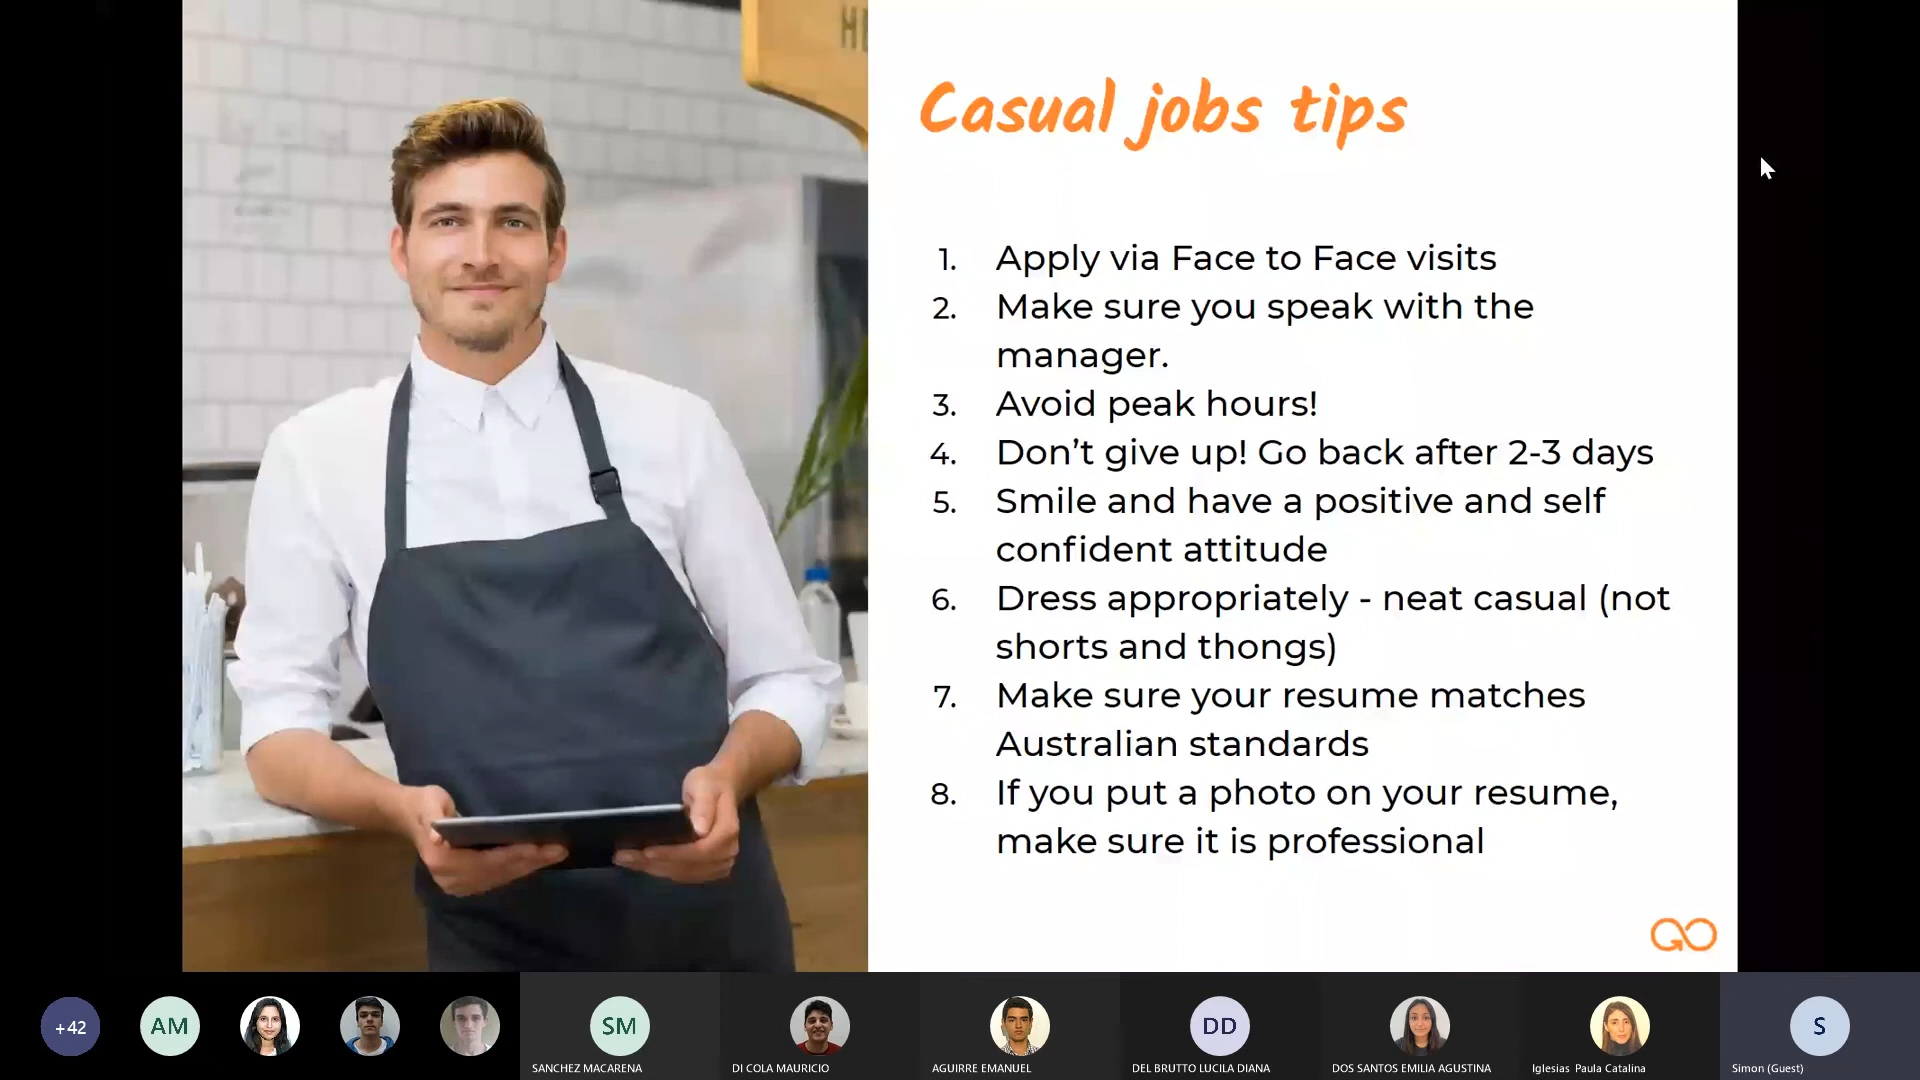 HE
Casual jobs tips
1. Apply via Face to Face visits
2. Make sure you speak with the
manager.
3. Avoid peak hours!
4. Don’t give up! Go back after 2-3 days
5. Smile and have a positive and self
confident attitude
6. Dress appropriately - neat casual (not
shorts and thongs)
7. Make sure your resume matches
Australian standards
8. If you put a photo on your resume,
make sure it is professional
GO
+42
AM
SM
DD
S
SANCHEZ MACARENA
DI COLA MAURICIO
AGUIRRE EMANUEL
DEL BRUTTO LUCILA DIANA
DOS SANTOS EMILIA AGUSTINA
Iglesias Paula Catalina
Simon (Guest)